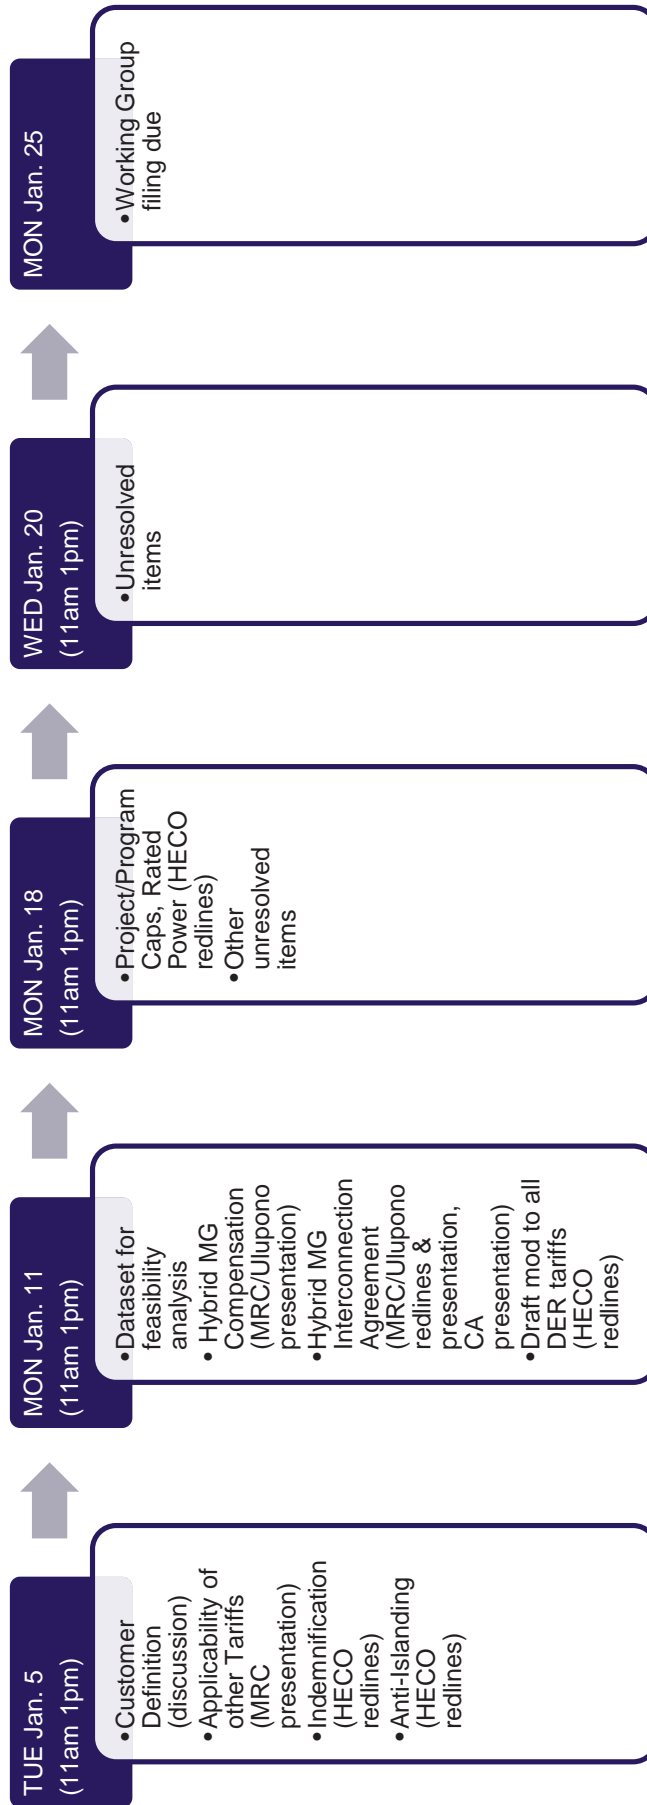 TUE Jan. 5
(11am 1pm)
•Customer
Definition
(discussion)
•Applicability of
other Tariffs
(MRC
presentation)
•Indemnification
(HECO
redlines)
•Anti-Islanding
(HECO
redlines)
MON Jan. 11
(11am 1pm)
•Dataset for
feasibility
analysis
• Hybrid MG
Compensation
(MRC/Ulupono
presentation)
•Hybrid MG
Interconnection
Agreement
(MRC/Ulupono
redlines &
presentation,
CA
presentation)
•Draft mod to all
DER tariffs
(HECO
redlines)
MON Jan. 18
(11am 1pm)
•Project/Program
Caps, Rated
Power (HECO
redlines)
•Other
unresolved
items
WED Jan. 20
(11am 1pm)
•Unresolved
items
MON Jan. 25
•Working Group
filing due